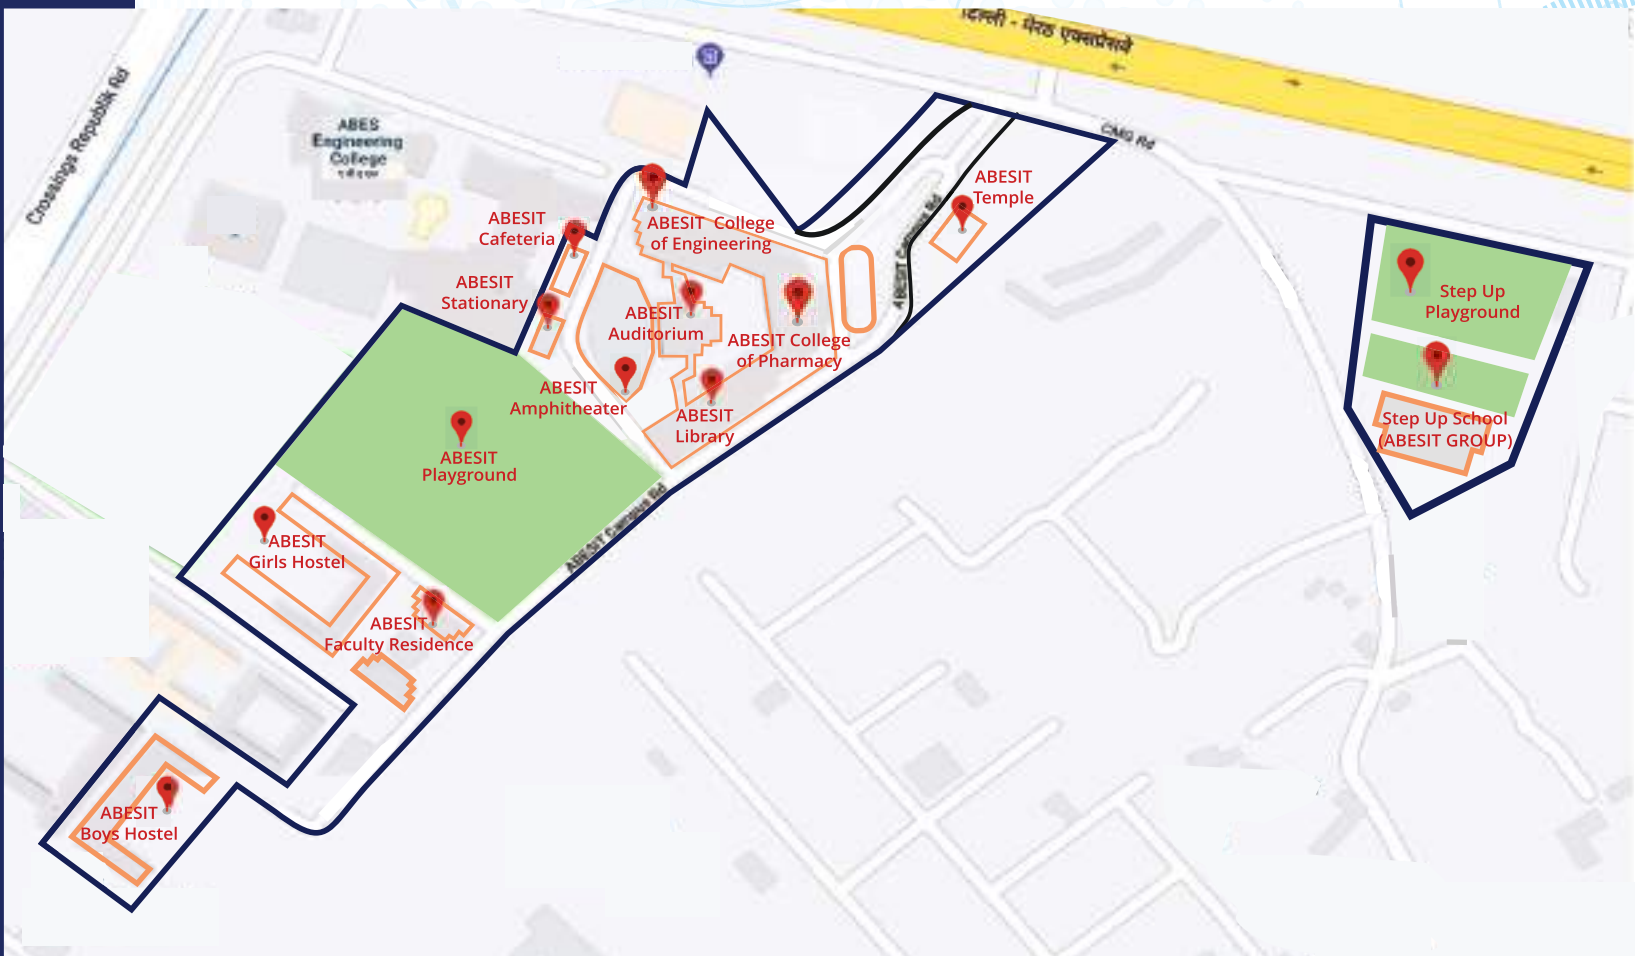 दिल्ली - मेरठ एक्सप्रेसवे
Crossings Republik Rd
ABES
Engineering
College
CMG Rd
ABESIT
Temple
ABESIT Campus Rd
ABESIT College
of Engineering
ABESIT
Cafeteria
ABESIT
Stationary
ABESIT
Auditorium
ABESIT College
of Pharmacy
ABESIT
Amphitheater
ABESIT
Library
ABESIT
Playground
ABESIT Campus Rd
ABESIT
Girls Hostel
ABESIT
Faculty Residence
ABESIT
Boys Hostel
Step Up
Playground
Step Up School
(ABESIT GROUP)